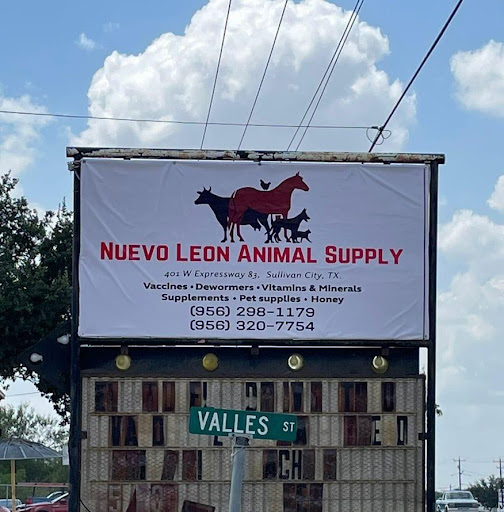 NUEVO LEON ANIMAL SUPPLY
401 W Expressway 83, Sullivan City, TX.
Vaccines • Dewormers • Vitamins & Minerals
Supplements • Pet supplies • Honey
(956) 298-1179
(956) 320-7754
VALLES ST